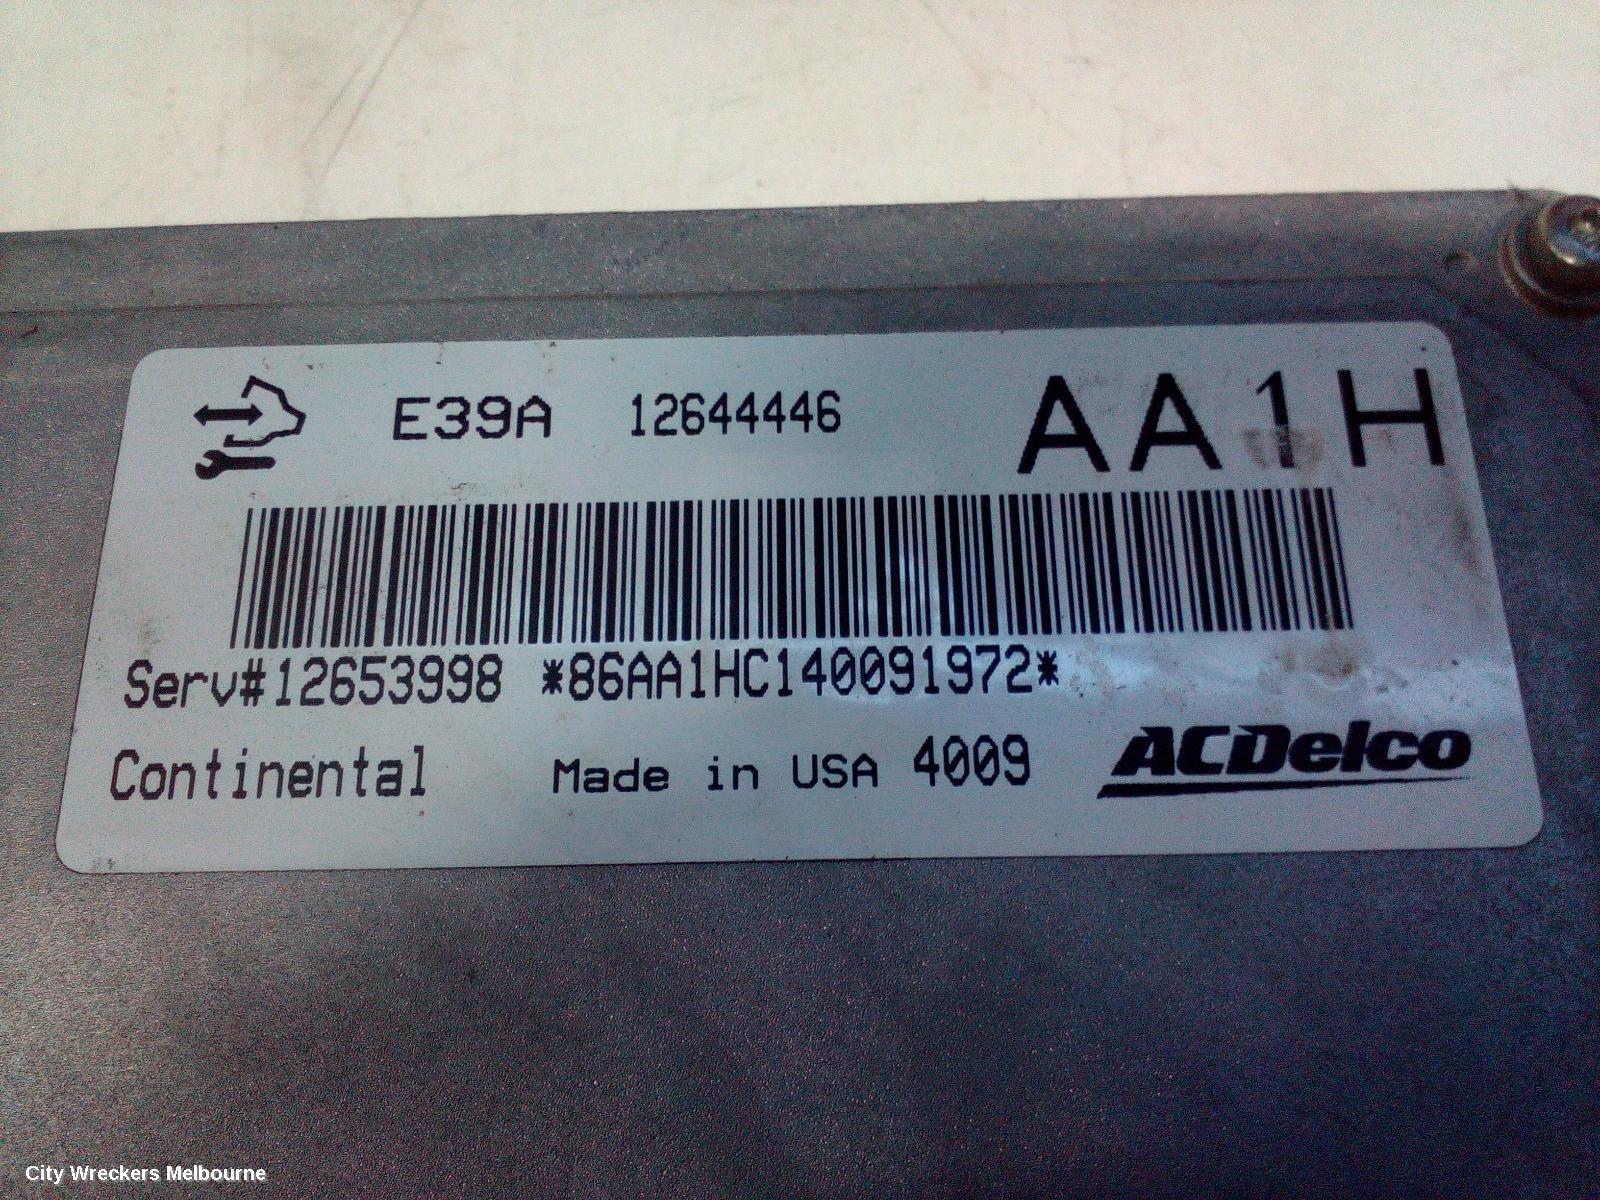 E39A 12644446 AA1H
Serv#12653998 *86AA1HC140091972*
Continental Made in USA 4009 ACDelco
City Wreckers Melbourne